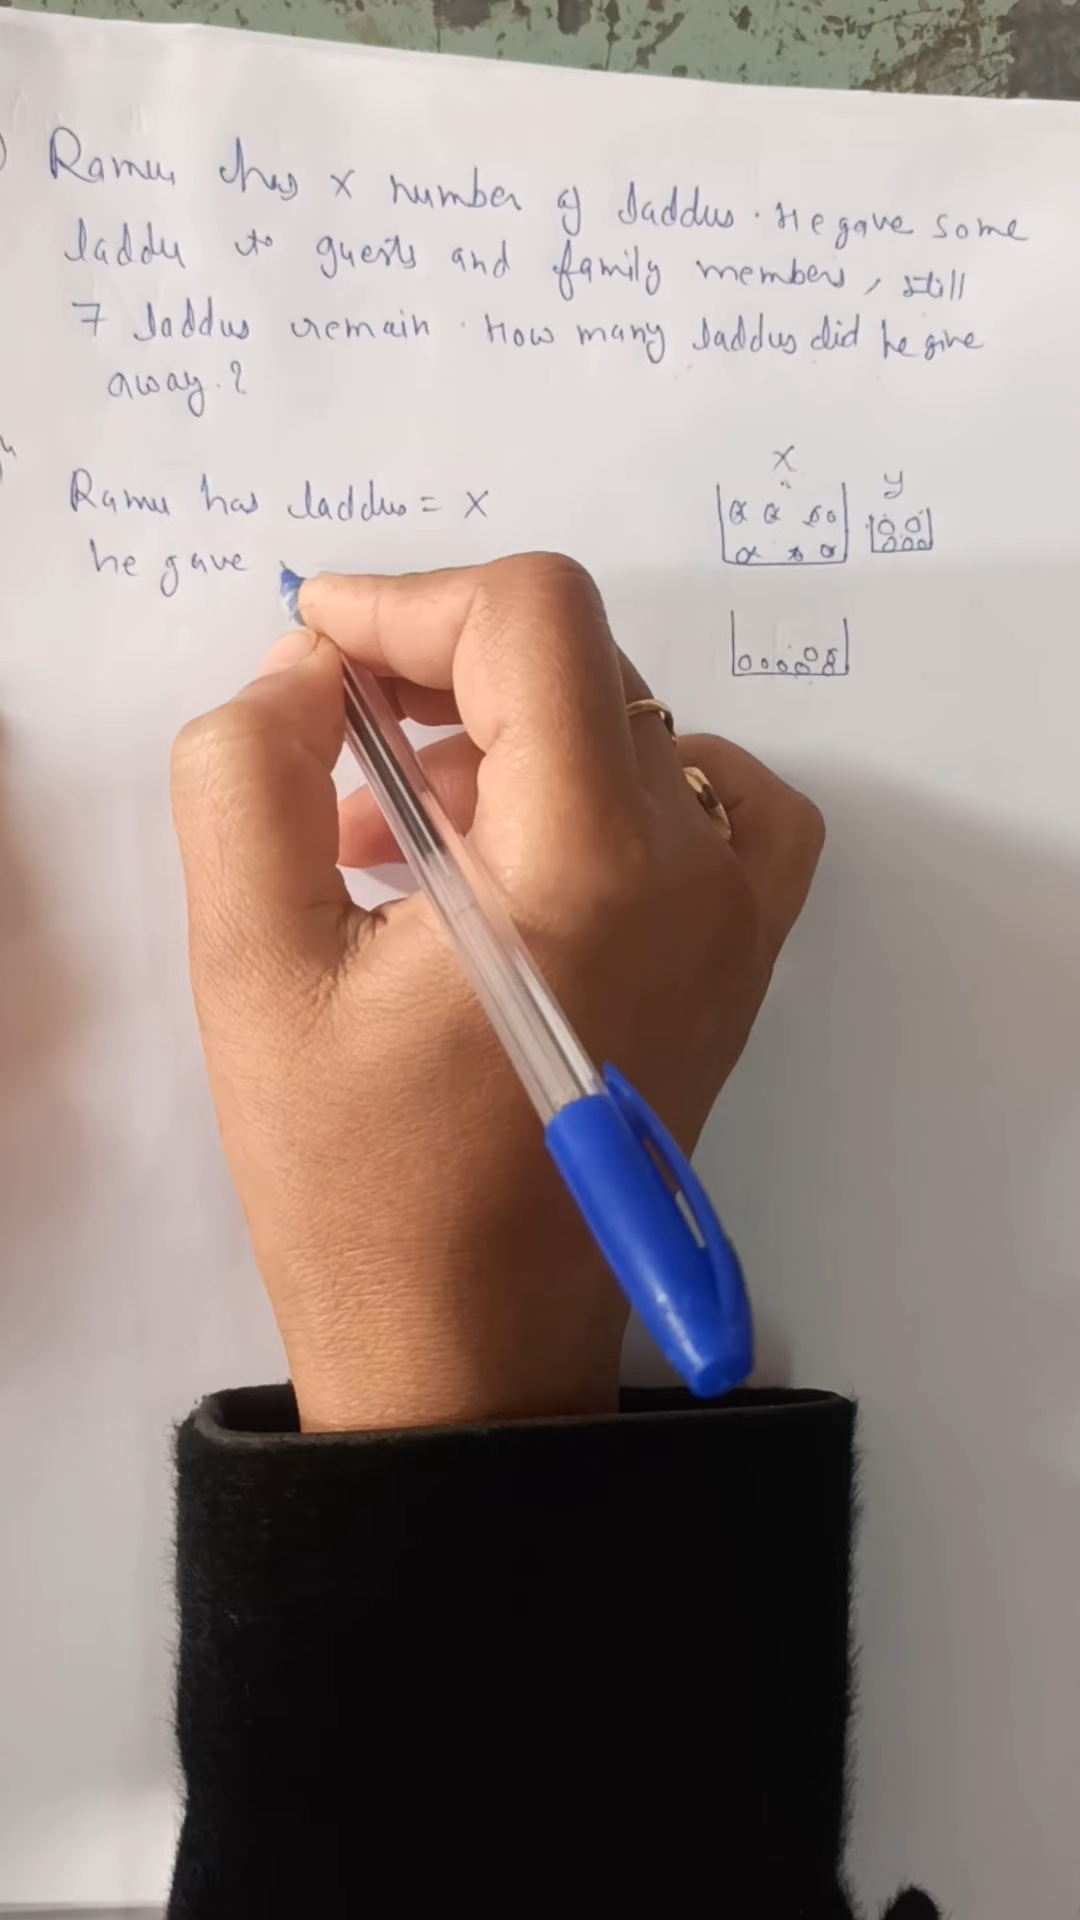 Ramu has x number of laddus. He gave some
laddu to guests and family members, still
7 laddus remain. How many laddus did he give
away.?
Ramu has laddus = x
he gave
x
y